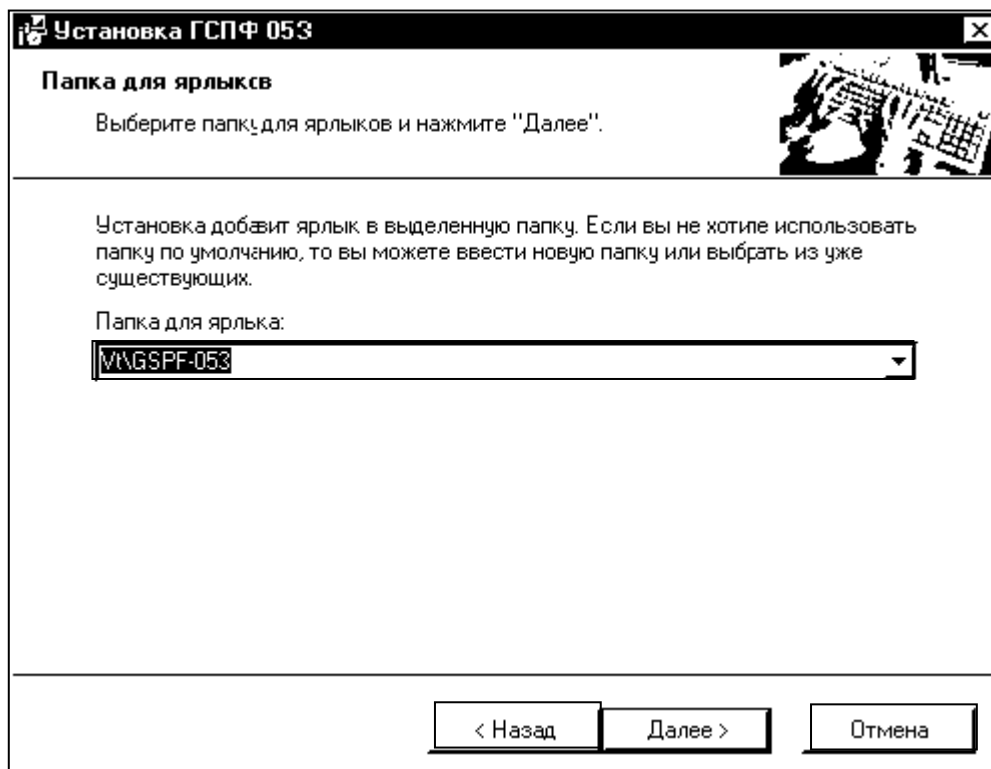 Установка ГСПФ 053
Папка для ярлыксв
Выберите папку для ярлыков и нажмите "Далее".
Установка добавит ярлык в выделенную папку. Если вы не хотите использовать
папку по умолчанию, то вы можете ввести новую папку или выбрать из уже
существующих.
Папка для ярлька:
Vt\GSPF-053
< Назад
Далее >
Отмена